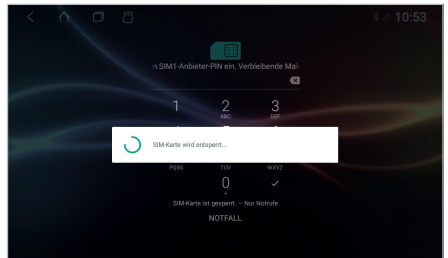 10:53
n SIM1-Anbieter-PIN ein. Verbleibende Mal
1 2 3
ABC DEF
SIM-Karte wird entsperrt...
PQRS TUV WXYZ
0
+
SIM-Karte ist gesperrt. – Nur Notrufe
NOTFALL